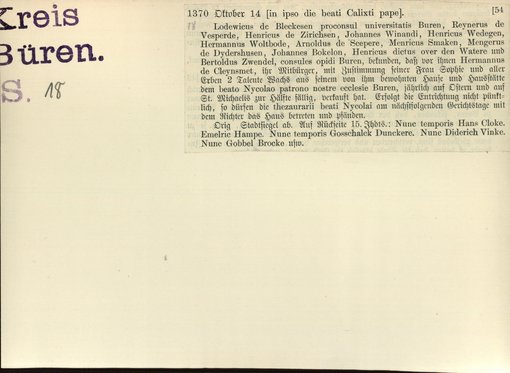 Kreis
Büren.
S. 18
1370 Oktober 14 [in ipso die beati Calixti pape]. [54
Lodewicus de Bleckesen proconsul universitatis Buren, Reynerus de
Vesperde, Henricus de Zirichsen, Johannes Winandi, Henricus Wedegen,
Hermannus Woltbode, Arnoldus de Scepere, Menricus Smaken, Mengerus
de Dydershusen, Johannes Bokelon, Henricus dictus over den Watere und
Bertoldus Zwendel, consules opidi Buren, bekunden, daß vor ihnen Hermannus
de Cleynsmet, ihr Mitbürger, mit Zustimmung seiner Frau Sophie und aller
Erben 2 Talente Wachs aus seinem von ihm bewohnten Hause und Hausstätte
dem beato Nycolao patrono nostre ecclesie Buren, jährlich auf Ostern und auf
St. Michaelis zur Hälfte fällig, verkauft hat. Erfolgt die Entrichtung nicht pünkt-
lich, so dürfen die thezaurarii beati Nycolai am nächstfolgenden Gerichtstage mit
dem Richter das Haus betreten und pfänden.
Orig. Stadtsiegel ab. Auf Rückseite 15. Jhdts.: Nunc temporis Hans Cloke.
Emelric Hampe. Nunc temporis Gosschalck Dunckere. Nunc Diderich Vinke.
Nunc Gobbel Brocke usw.